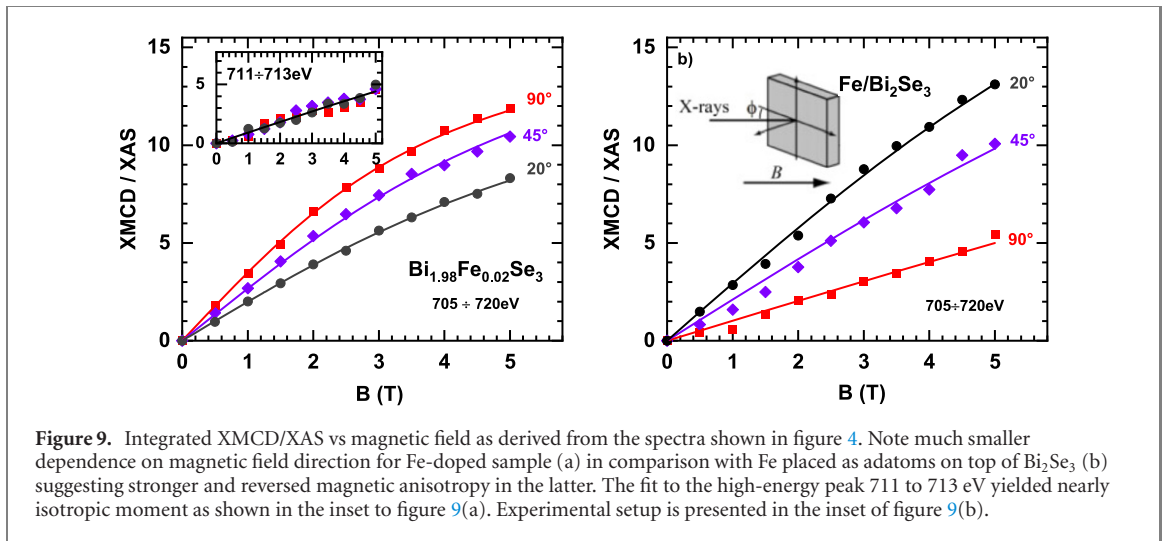 15
10
5
0
XMCD / XAS
5
0
711÷713eV
0 1 2 3 4 5
90°
45°
20°
Bi1.98Fe0.02Se3
705 ÷ 720eV
0 1 2 3 4 5
B (T)
15
10
5
0
XMCD / XAS
b)
X-rays
ϕ
B
Fe/Bi2Se3
20°
45°
90°
705÷720eV
0 1 2 3 4 5
B (T)
Figure 9. Integrated XMCD/XAS vs magnetic field as derived from the spectra shown in figure 4. Note much smaller
dependence on magnetic field direction for Fe-doped sample (a) in comparison with Fe placed as adatoms on top of Bi2Se3 (b)
suggesting stronger and reversed magnetic anisotropy in the latter. The fit to the high-energy peak 711 to 713 eV yielded nearly
isotropic moment as shown in the inset to figure 9(a). Experimental setup is presented in the inset of figure 9(b).